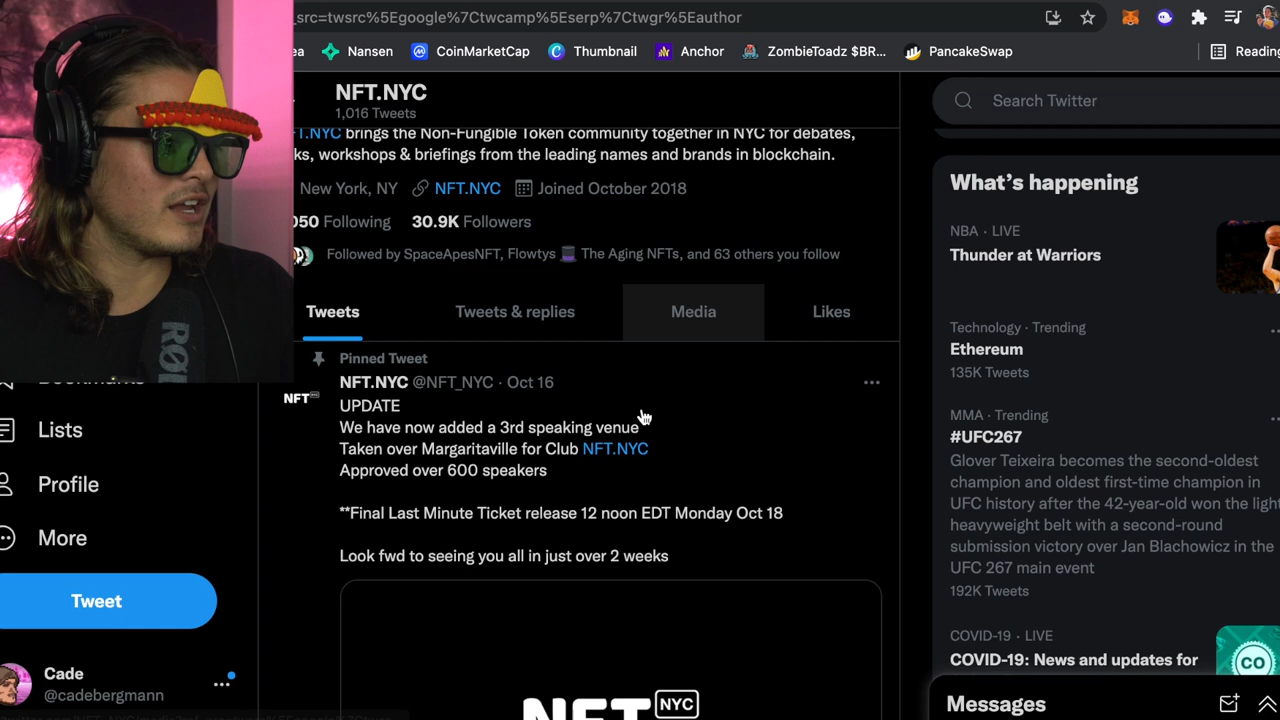 _src=twsrc%5Egoogle%7Ctwcamp%5Eserp%7Ctwgr%5Eauthor
ea Nansen CoinMarketCap Thumbnail Anchor ZombieToadz $BR... PancakeSwap Reading
NFT.NYC
1,016 Tweets
FT.NYC brings the Non-Fungible Token community together in NYC for debates,
ks, workshops & briefings from the leading names and brands in blockchain.
New York, NY NFT.NYC Joined October 2018
050 Following 30.9K Followers
Followed by SpaceApesNFT, Flowtys The Aging NFTs, and 63 others you follow
Tweets Tweets & replies Media Likes
Pinned Tweet
NFT.NYC @NFT_NYC · Oct 16
UPDATE
We have now added a 3rd speaking venue
Taken over Margaritaville for Club NFT.NYC
Approved over 600 speakers
**Final Last Minute Ticket release 12 noon EDT Monday Oct 18
Look fwd to seeing you all in just over 2 weeks
NFT NYC
NFT NYC
Lists
Profile
More
Tweet
Cade
@cadebergmann
Search Twitter
What's happening
NBA · LIVE
Thunder at Warriors
Technology · Trending
Ethereum
135K Tweets
MMA · Trending
#UFC267
Glover Teixeira becomes the second-oldest
champion and oldest first-time champion in
UFC history after the 42-year-old won the light
heavyweight belt with a second-round
submission victory over Jan Blachowicz in the
UFC 267 main event
192K Tweets
COVID-19 · LIVE
COVID-19: News and updates for
CO
Messages
RØD